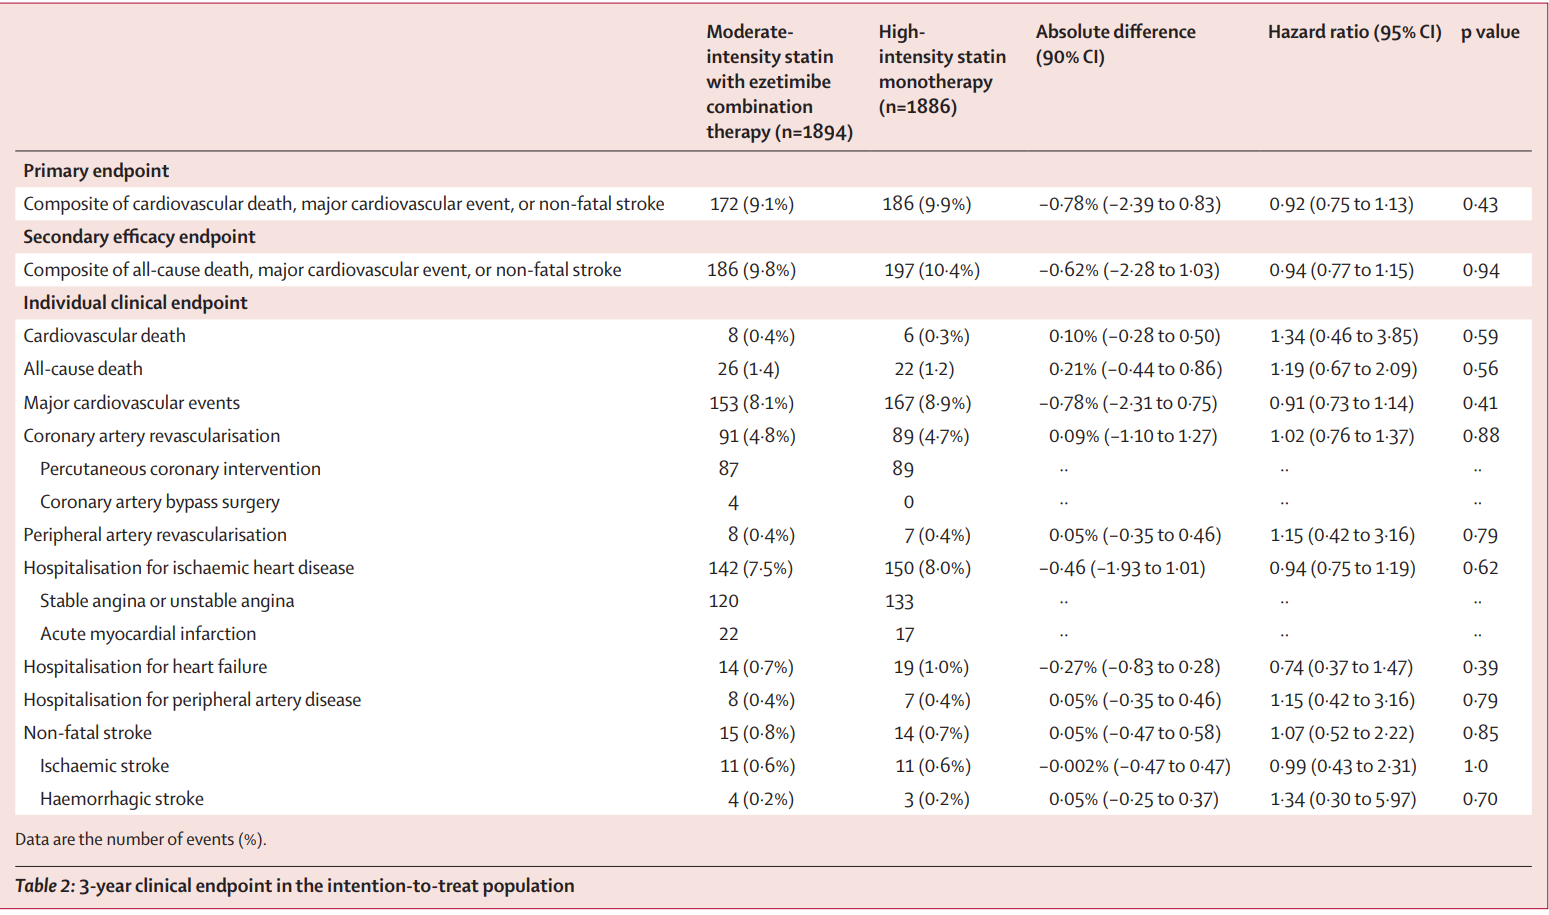 Moderate-intensity statin with ezetimibe combination therapy (n=1894) High-intensity statin monotherapy (n=1886) Absolute difference (90% CI) Hazard ratio (95% CI) p value
Primary endpoint
Composite of cardiovascular death, major cardiovascular event, or non-fatal stroke 172 (9·1%) 186 (9·9%) −0·78% (−2·39 to 0·83) 0·92 (0·75 to 1·13) 0·43
Secondary efficacy endpoint
Composite of all-cause death, major cardiovascular event, or non-fatal stroke 186 (9·8%) 197 (10·4%) −0·62% (−2·28 to 1·03) 0·94 (0·77 to 1·15) 0·94
Individual clinical endpoint
Cardiovascular death 8 (0·4%) 6 (0·3%) 0·10% (−0·28 to 0·50) 1·34 (0·46 to 3·85) 0·59
All-cause death 26 (1·4) 22 (1·2) 0·21% (−0·44 to 0·86) 1·19 (0·67 to 2·09) 0·56
Major cardiovascular events 153 (8·1%) 167 (8·9%) −0·78% (−2·31 to 0·75) 0·91 (0·73 to 1·14) 0·41
Coronary artery revascularisation 91 (4·8%) 89 (4·7%) 0·09% (−1·10 to 1·27) 1·02 (0·76 to 1·37) 0·88
Percutaneous coronary intervention 87 89 ·· ·· ··
Coronary artery bypass surgery 4 0 ·· ·· ··
Peripheral artery revascularisation 8 (0·4%) 7 (0·4%) 0·05% (−0·35 to 0·46) 1·15 (0·42 to 3·16) 0·79
Hospitalisation for ischaemic heart disease 142 (7·5%) 150 (8·0%) −0·46 (−1·93 to 1·01) 0·94 (0·75 to 1·19) 0·62
Stable angina or unstable angina 120 133 ·· ·· ··
Acute myocardial infarction 22 17 ·· ·· ··
Hospitalisation for heart failure 14 (0·7%) 19 (1·0%) −0·27% (−0·83 to 0·28) 0·74 (0·37 to 1·47) 0·39
Hospitalisation for peripheral artery disease 8 (0·4%) 7 (0·4%) 0·05% (−0·35 to 0·46) 1·15 (0·42 to 3·16) 0·79
Non-fatal stroke 15 (0·8%) 14 (0·7%) 0·05% (−0·47 to 0·58) 1·07 (0·52 to 2·22) 0·85
Ischaemic stroke 11 (0·6%) 11 (0·6%) −0·002% (−0·47 to 0·47) 0·99 (0·43 to 2·31) 1·0
Haemorrhagic stroke 4 (0·2%) 3 (0·2%) 0·05% (−0·25 to 0·37) 1·34 (0·30 to 5·97) 0·70
Data are the number of events (%).
Table 2: 3-year clinical endpoint in the intention-to-treat population